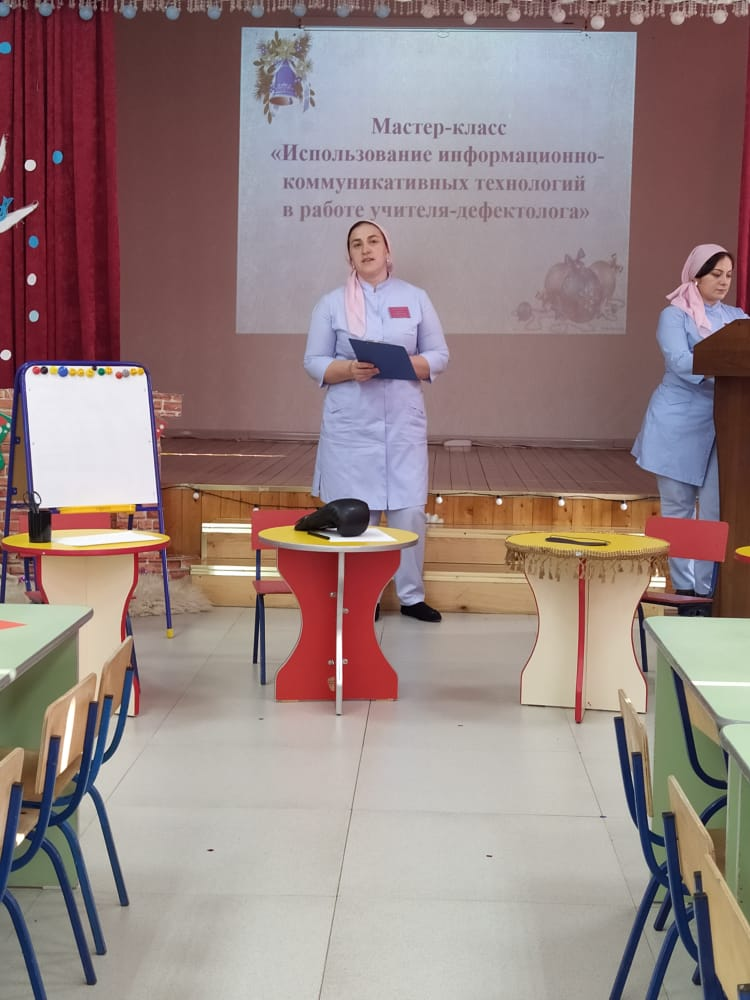 Мастер-класс
«Использование информационно-
коммуникативных технологий
в работе учителя-дефектолога»